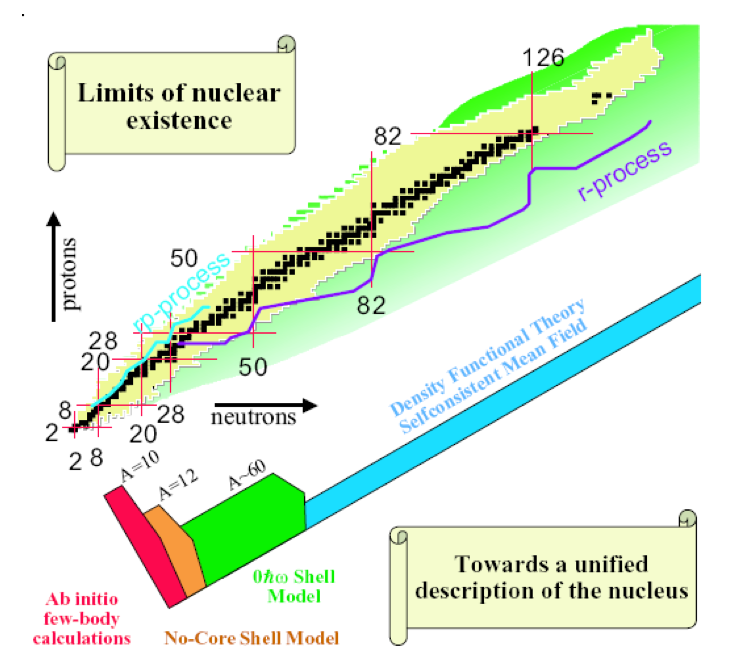 Limits of nuclear
existence
126
82
r-process
protons
50
rp-process
82
28
20
50
8
28
neutrons
2
20
2 8
Density Functional Theory
Selfconsistent Mean Field
A=10
A=12
A~60
0ħω Shell
Model
Towards a unified
description of the nucleus
Ab initio
few-body
calculations
No-Core Shell Model